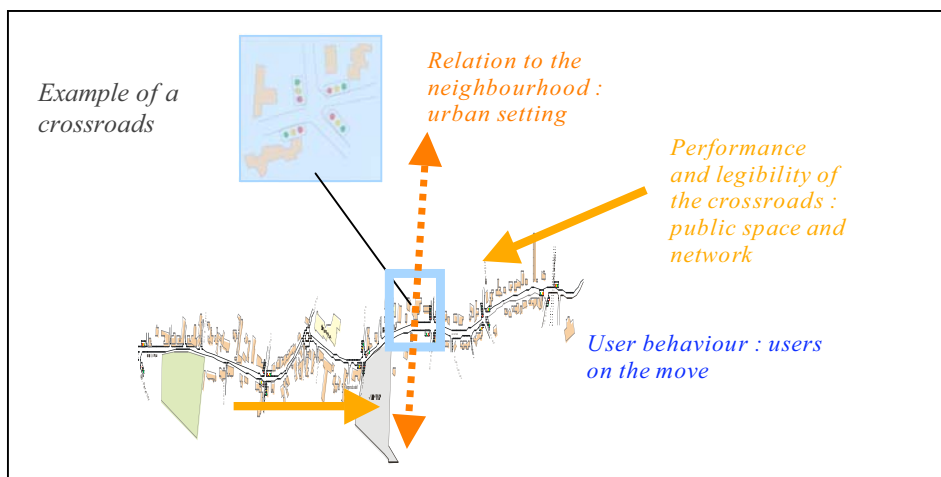 Example of a
crossroads
Relation to the
neighbourhood :
urban setting
Performance
and legibility of
the crossroads :
public space and
network
User behaviour : users
on the move